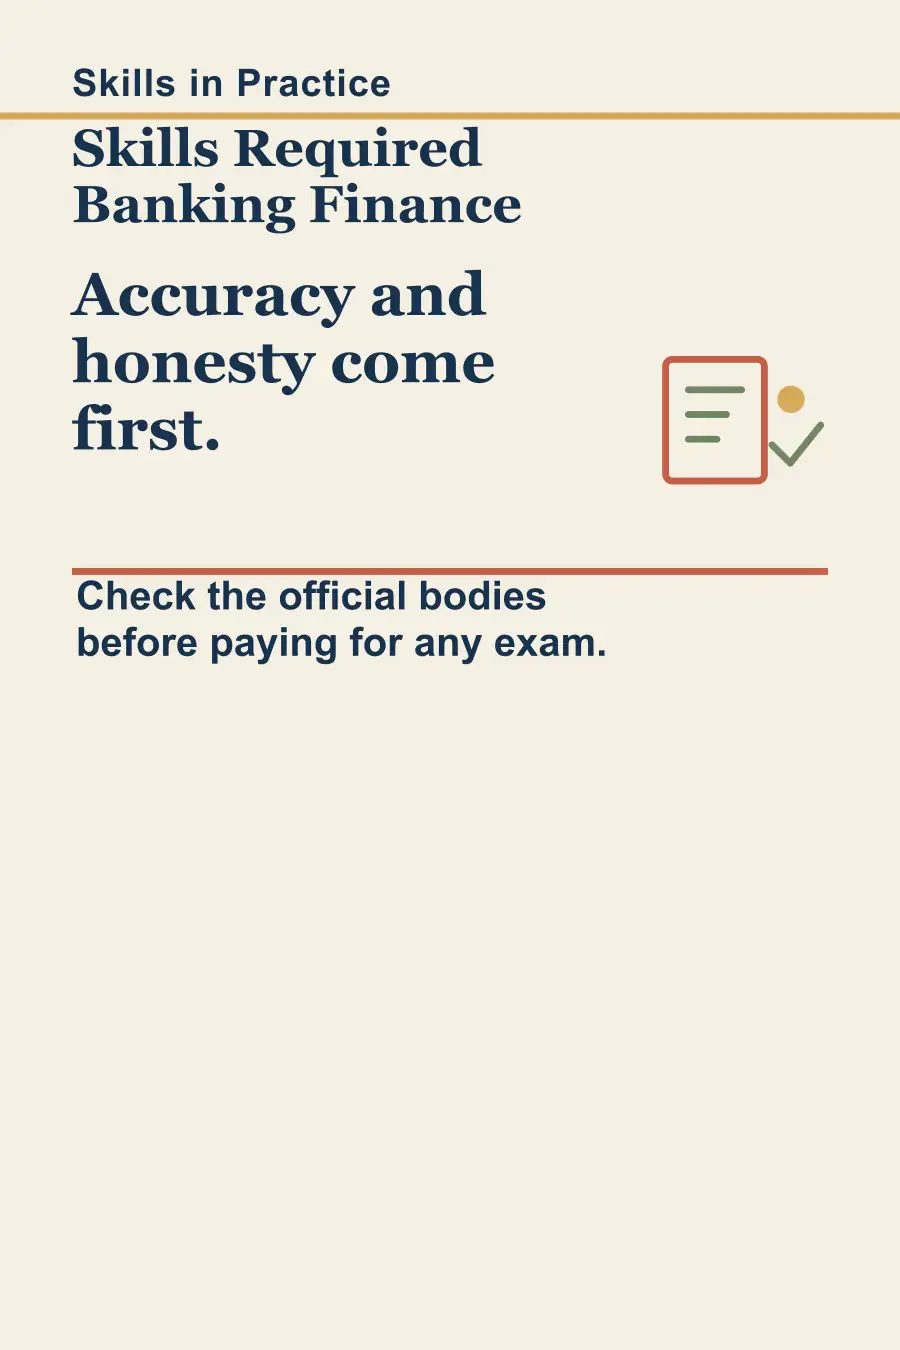 Skills in Practice
Skills Required
Banking Finance
Accuracy and
honesty come
first.
Check the official bodies
before paying for any exam.